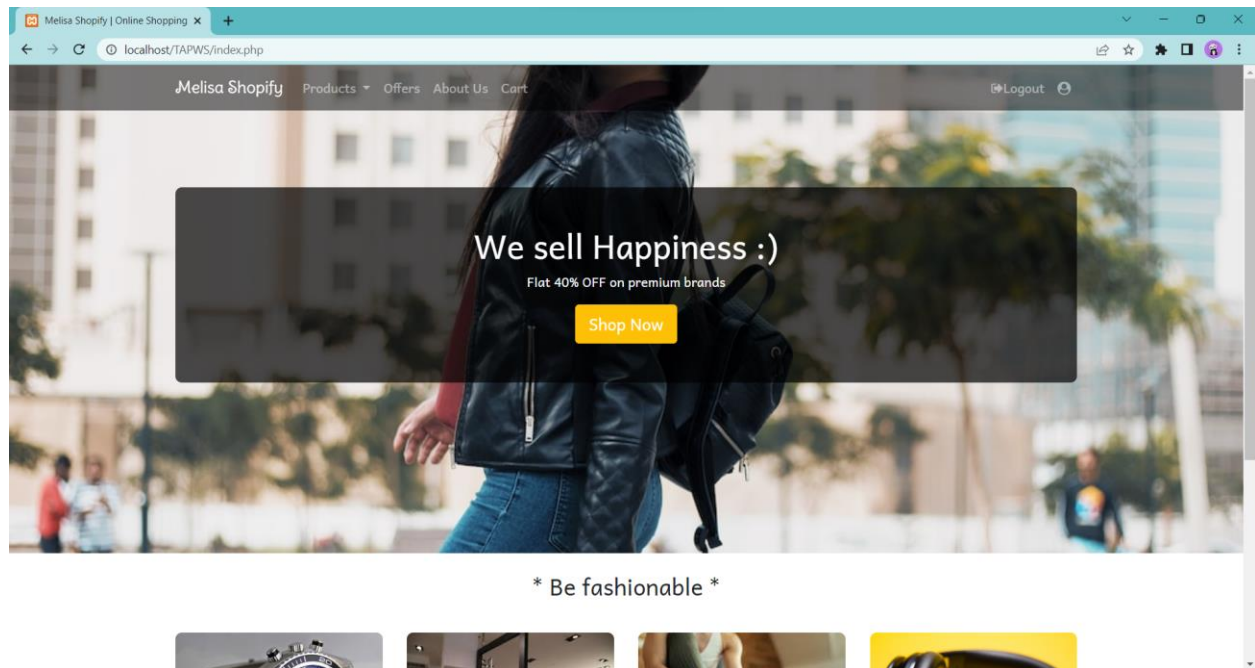 Melisa Shopify | Online Shopping
localhost/TAPWS/index.php
Melisa Shopify Products Offers About Us Cart Logout
We sell Happiness :)
Flat 40% OFF on premium brands
Shop Now
* Be fashionable *